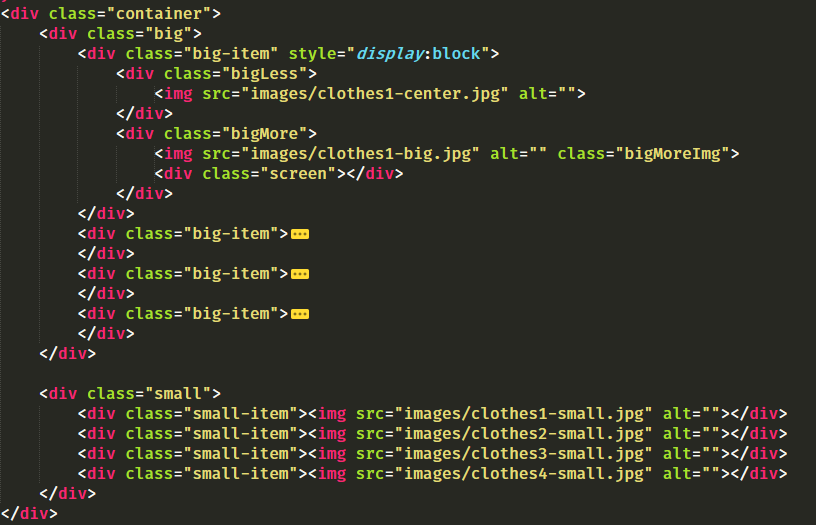 <div class="container">
    <div class="big">
        <div class="big-item" style="display:block">
            <div class="bigLess">
                <img src="images/clothes1-center.jpg" alt="">
            </div>
            <div class="bigMore">
                <img src="images/clothes1-big.jpg" alt="" class="bigMoreImg">
                <div class="screen"></div>
            </div>
        </div>
        <div class="big-item">
        </div>
        <div class="big-item">
        </div>
        <div class="big-item">
        </div>
    </div>

    <div class="small">
        <div class="small-item"><img src="images/clothes1-small.jpg" alt=""></div>
        <div class="small-item"><img src="images/clothes2-small.jpg" alt=""></div>
        <div class="small-item"><img src="images/clothes3-small.jpg" alt=""></div>
        <div class="small-item"><img src="images/clothes4-small.jpg" alt=""></div>
    </div>
</div>